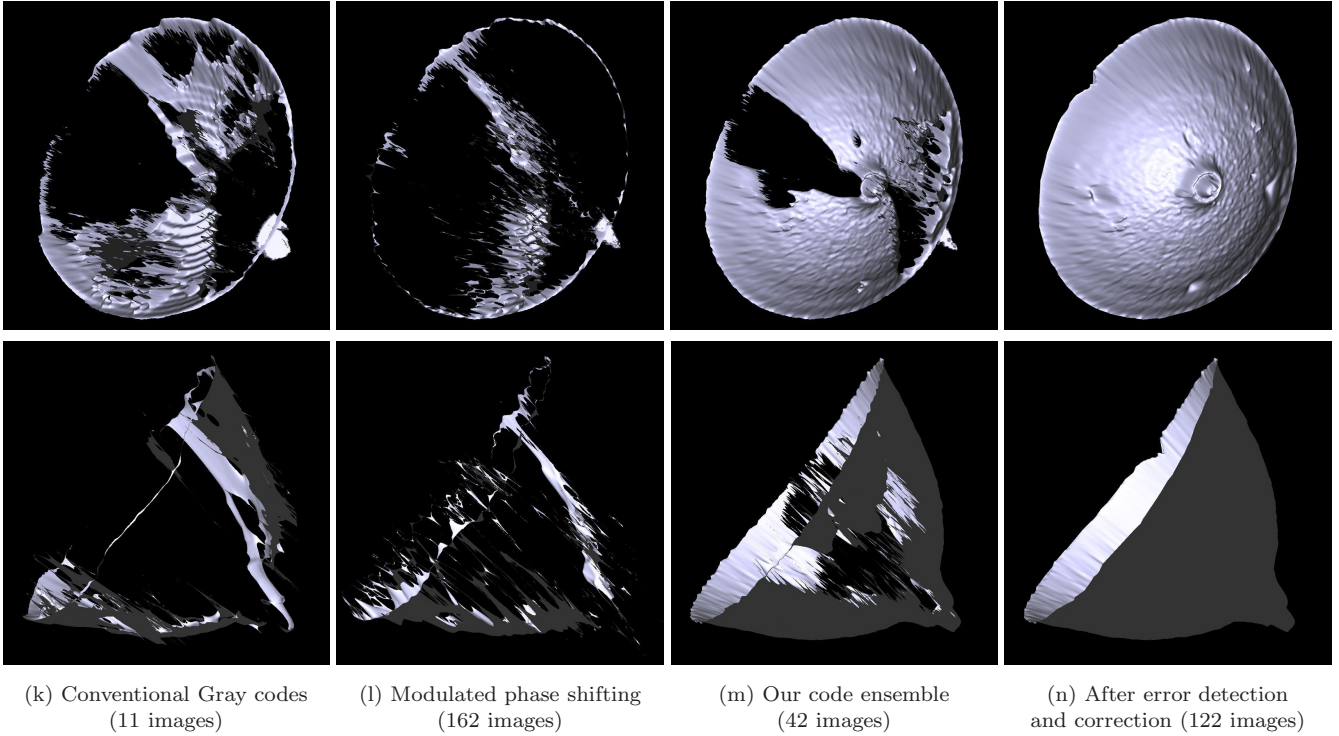 (k) Conventional Gray codes
(11 images)
(l) Modulated phase shifting
(162 images)
(m) Our code ensemble
(42 images)
(n) After error detection
and correction (122 images)